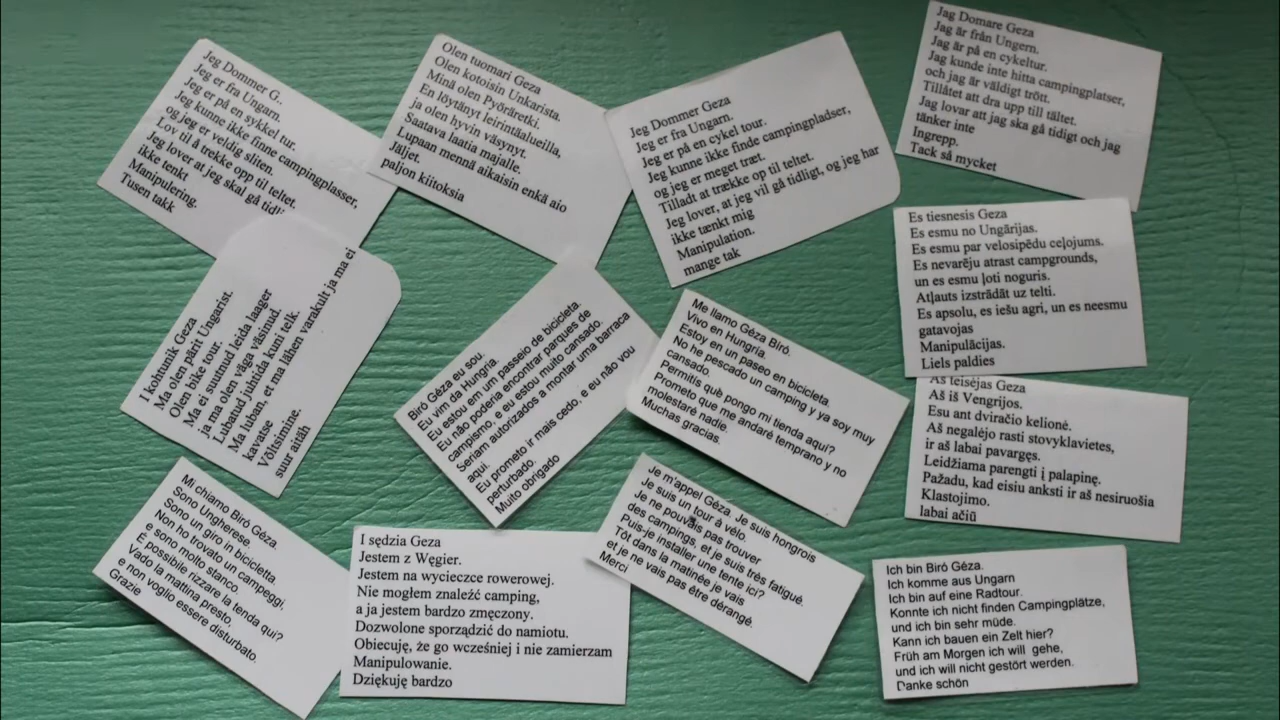 Jeg Dommer G..
Jeg er fra Ungarn.
Jeg er på en sykkel tur.
Jeg kunne ikke finne campingplasser,
og jeg er veldig sliten.
Lov til å trekke opp til teltet.
Jeg lover at jeg skal gå
ikke tenkt
Manipulering.
Tusen takk
Olen tuomari Geza
Olen kotoisin Unkarista.
Minä olen Pyöräretki.
En löytänyt leirintäalueilla,
ja olen hyvin väsynyt.
Saatava laatia majalle.
Lupaan mennä aikaisin enkä aio
Jäljet.
paljon kiitoksia
Jeg Dommer Geza
Jeg er fra Ungarn.
Jeg er på en cykel tour.
Jeg kunne ikke finde campingpladser,
og jeg er meget træt.
Tilladt at trække op til teltet.
Jeg lover, at jeg vil gå tidligt, og jeg har
ikke tænkt mig
Manipulation.
mange tak
Jag Domare Geza
Jag är från Ungern.
Jag är på en cykeltur.
Jag kunde inte hitta campingplatser,
och jag är väldigt trött.
Tillåtet att dra upp till tältet.
Jag lovar att jag ska gå tidigt och jag
tänker inte
Ingrepp.
Tack så mycket
Es tiesnesis Geza
Es esmu no Ungārijas.
Es esmu par velosipēdu ceļojums.
Es nevarēju atrast campgrounds,
un es esmu ļoti noguris.
Atļauts izstrādāt uz telti.
Es apsolu, es iešu agri, un es neesmu
gatavojas
Manipulācijas.
Liels paldies
I kohtunik Geza
Ma olen pärit Ungarist.
Olen bike tour.
Ma ei suutnud leida laager
ja ma olen väga väsinud.
Lubatud juhtida kuni telk.
Ma luban, et ma lähen varakult ja ma ei
kavatse
Võltsimine.
suur aitäh
Biró Géza eu sou.
Eu vim da Hungria.
Eu estou em um passeio de bicicleta.
Eu não poderia encontrar parques de
campismo, e eu estou muito cansado.
Seriam autorizados a montar uma barraca
aqui.
Eu prometo ir mais cedo, e eu não vou
perturbado.
Muito obrigado
Me llamo Géza Biró.
Vivo en Hungría.
Estoy en un paseo en bicicleta.
No he pescado un camping y ya soy muy
cansado.
Permitís què pongo mi tienda aquí?
Prometo que me andaré temprano y no
molestaré nadie.
Muchas gracias.
Aš teisėjas Geza
Aš iš Vengrijos.
Esu ant dviračio kelionė.
Aš negalėjo rasti stovyklavietes,
ir aš labai pavargęs.
Leidžiama parengti į palapinę.
Pažadu, kad eisiu anksti ir aš nesiruošia
Klastojimo.
labai ačiū
Mi chiamo Biró Géza
Sono Ungherese.
Sono un giro in bicicletta
Non ho trovato un campeggi,
e sono molto stanco.
É possibile rizzare la tenda qui?
Vado la mattina presto,
e non voglio essere disturbato.
Grazie
I sędzia Geza
Jestem z Węgier.
Jestem na wycieczce rowerowej.
Nie mogłem znaleźć camping,
a ja jestem bardzo zmęczony.
Dozwolone sporządzić do namiotu.
Obiecuję, że go wcześniej i nie zamierzam
Manipulowanie.
Dziękuję bardzo
Je m'appel Géza. Je suis hongrois
Je suis un tour à vélo.
Je ne pouvais pas trouver
des campings, et je suis très fatigué.
Puis-je installer une tente ici?
Tôt dans la matinée je vais
et je ne vais pas être dérangé.
Merci
Ich bin Biró Géza.
Ich komme aus Ungarn
Ich bin auf eine Radtour.
Konnte ich nicht finden Campingplätze,
und ich bin sehr müde.
Kann ich bauen ein Zelt hier?
Früh am Morgen ich will gehe,
und ich will nicht gestört werden.
Danke schön